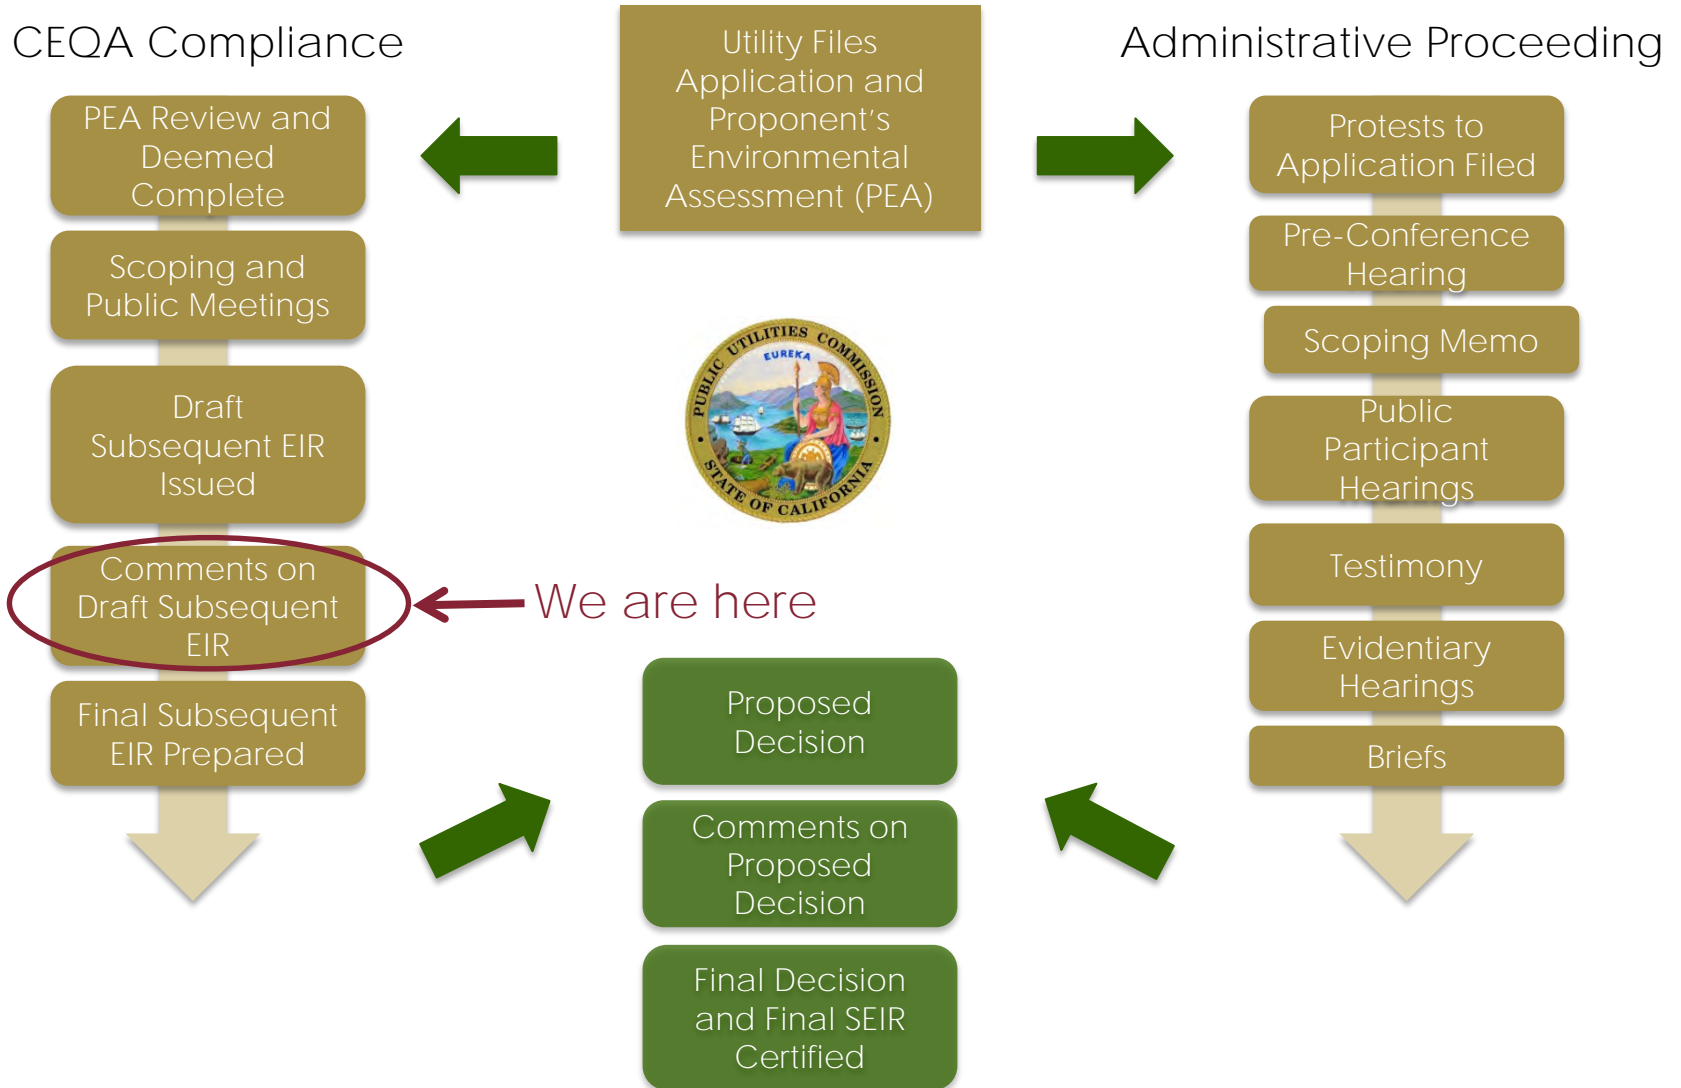 CEQA Compliance
Utility Files
Application and
Proponent's
Environmental
Assessment (PEA)
Administrative Proceeding
PEA Review and
Deemed
Complete
Scoping and
Public Meetings
Draft
Subsequent EIR
Issued
Comments on
Draft Subsequent
EIR
Final Subsequent
EIR Prepared
PUBLIC UTILITIES COMMISSION
EUREKA
STATE OF CALIFORNIA
We are here
Proposed
Decision
Comments on
Proposed
Decision
Final Decision
and Final SEIR
Certified
Protests to
Application Filed
Pre-Conference
Hearing
Scoping Memo
Public
Participant
Hearings
Testimony
Evidentiary
Hearings
Briefs